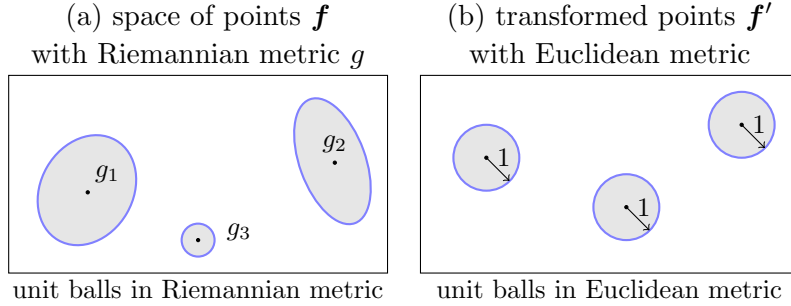 (a) space of points f
with Riemannian metric g
g₁
g₂
g₃
unit balls in Riemannian metric
(b) transformed points f′
with Euclidean metric
1
1
1
unit balls in Euclidean metric